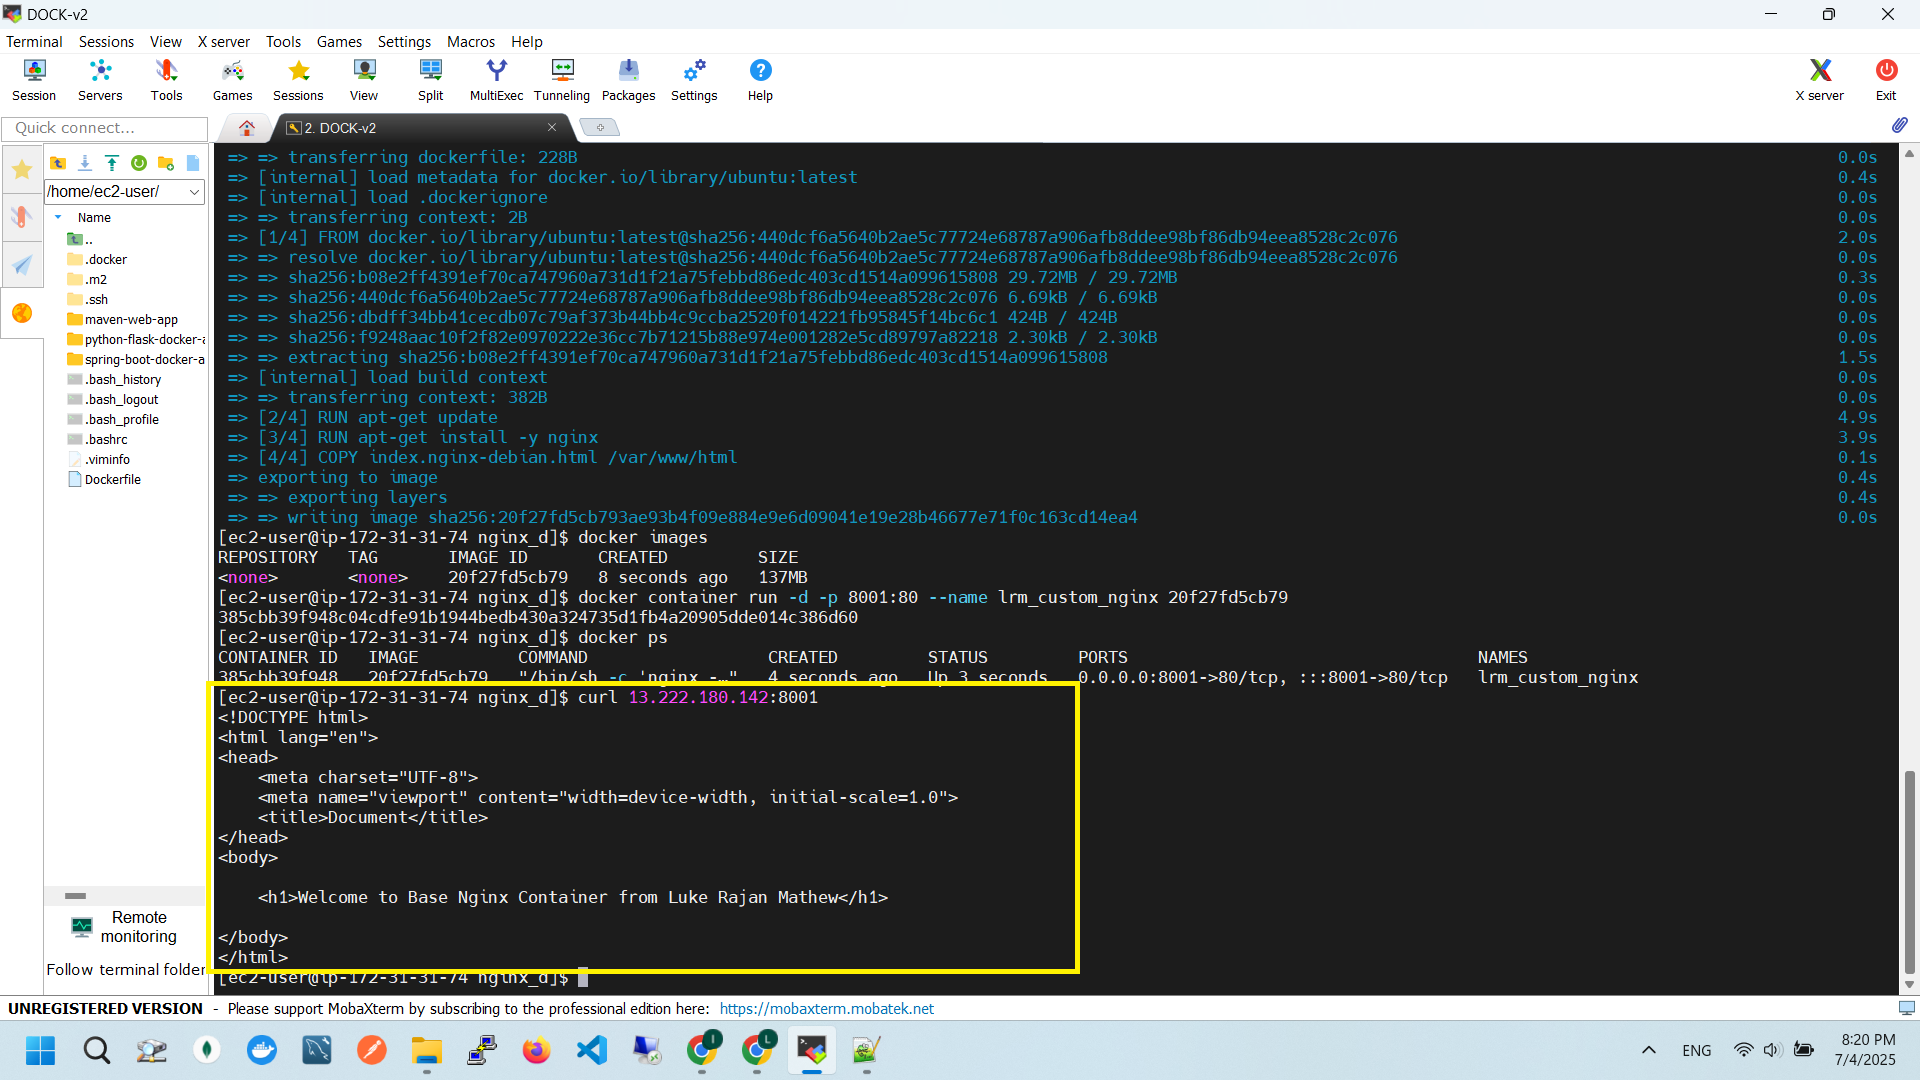 DOCK-v2
Terminal Sessions View X server Tools Games Settings Macros Help
Session Servers Tools Games Sessions View Split MultiExec Tunneling Packages Settings Help X server Exit
Quick connect...
2. DOCK-v2
/home/ec2-user/
Name
..
.docker
.m2
.ssh
maven-web-app
python-flask-docker-a
spring-boot-docker-a
.bash_history
.bash_logout
.bash_profile
.bashrc
.viminfo
Dockerfile
Remote
monitoring
Follow terminal folder
=> => transferring dockerfile: 228B 0.0s
=> [internal] load metadata for docker.io/library/ubuntu:latest 0.4s
=> [internal] load .dockerignore 0.0s
=> => transferring context: 2B 0.0s
=> [1/4] FROM docker.io/library/ubuntu:latest@sha256:440dcf6a5640b2ae5c77724e68787a906afb8ddee98bf86db94eea8528c2c076 2.0s
=> => resolve docker.io/library/ubuntu:latest@sha256:440dcf6a5640b2ae5c77724e68787a906afb8ddee98bf86db94eea8528c2c076 0.0s
=> => sha256:b08e2ff4391ef70ca747960a731d1f21a75febbd86edc403cd1514a099615808 29.72MB / 29.72MB 0.3s
=> => sha256:440dcf6a5640b2ae5c77724e68787a906afb8ddee98bf86db94eea8528c2c076 6.69kB / 6.69kB 0.0s
=> => sha256:dbdff34bb41cecdb07c79af373b44bb4c9ccba2520f014221fb95845f14bc6c1 424B / 424B 0.0s
=> => sha256:f9248aac10f2f82e0970222e36cc7b71215b88e974e001282e5cd89797a82218 2.30kB / 2.30kB 0.0s
=> => extracting sha256:b08e2ff4391ef70ca747960a731d1f21a75febbd86edc403cd1514a099615808 1.5s
=> [internal] load build context 0.0s
=> => transferring context: 382B 0.0s
=> [2/4] RUN apt-get update 4.9s
=> [3/4] RUN apt-get install -y nginx 3.9s
=> [4/4] COPY index.nginx-debian.html /var/www/html 0.1s
=> exporting to image 0.4s
=> => exporting layers 0.4s
=> => writing image sha256:20f27fd5cb793ae93b4f09e884e9e6d09041e19e28b46677e71f0c163cd14ea4 0.0s
[ec2-user@ip-172-31-31-74 nginx_d]$ docker images
REPOSITORY TAG IMAGE ID CREATED SIZE
<none> <none> 20f27fd5cb79 8 seconds ago 137MB
[ec2-user@ip-172-31-31-74 nginx_d]$ docker container run -d -p 8001:80 --name lrm_custom_nginx 20f27fd5cb79
385cbb39f948c04cdfe91b1944bedb430a324735d1fb4a20905dde014c386d60
[ec2-user@ip-172-31-31-74 nginx_d]$ docker ps
CONTAINER ID IMAGE COMMAND CREATED STATUS PORTS NAMES
385cbb39f948 20f27fd5cb79 "/bin/sh -c 'nginx -…" 4 seconds ago Up 3 seconds 0.0.0.0:8001->80/tcp, :::8001->80/tcp lrm_custom_nginx
[ec2-user@ip-172-31-31-74 nginx_d]$ curl 13.222.180.142:8001
<!DOCTYPE html>
<html lang="en">
<head>
<meta charset="UTF-8">
<meta name="viewport" content="width=device-width, initial-scale=1.0">
<title>Document</title>
</head>
<body>
<h1>Welcome to Base Nginx Container from Luke Rajan Mathew</h1>
</body>
</html>
[ec2-user@ip-172-31-31-74 nginx_d]$
UNREGISTERED VERSION - Please support MobaXterm by subscribing to the professional edition here: https://mobaxterm.mobatek.net
I
L
ENG
8:20 PM
7/4/2025